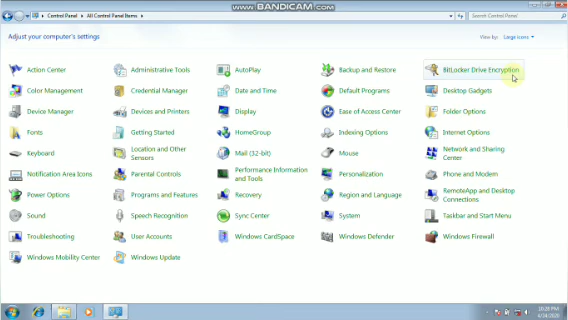 www.BANDICAM.com
Control Panel ▸ All Control Panel Items ▸
Search Control Panel
Adjust your computer's settings
View by: Large icons
Action Center
Administrative Tools
AutoPlay
Backup and Restore
BitLocker Drive Encryption
Color Management
Credential Manager
Date and Time
Default Programs
Desktop Gadgets
Device Manager
Devices and Printers
Display
Ease of Access Center
Folder Options
Fonts
Getting Started
HomeGroup
Indexing Options
Internet Options
Keyboard
Location and Other
Sensors
Mail (32-bit)
Mouse
Network and Sharing
Center
Notification Area Icons
Parental Controls
Performance Information
and Tools
Personalization
Phone and Modem
Power Options
Programs and Features
Recovery
Region and Language
RemoteApp and Desktop
Connections
Sound
Speech Recognition
Sync Center
System
Taskbar and Start Menu
Troubleshooting
User Accounts
Windows CardSpace
Windows Defender
Windows Firewall
Windows Mobility Center
Windows Update
10:28 PM
6/24/2020